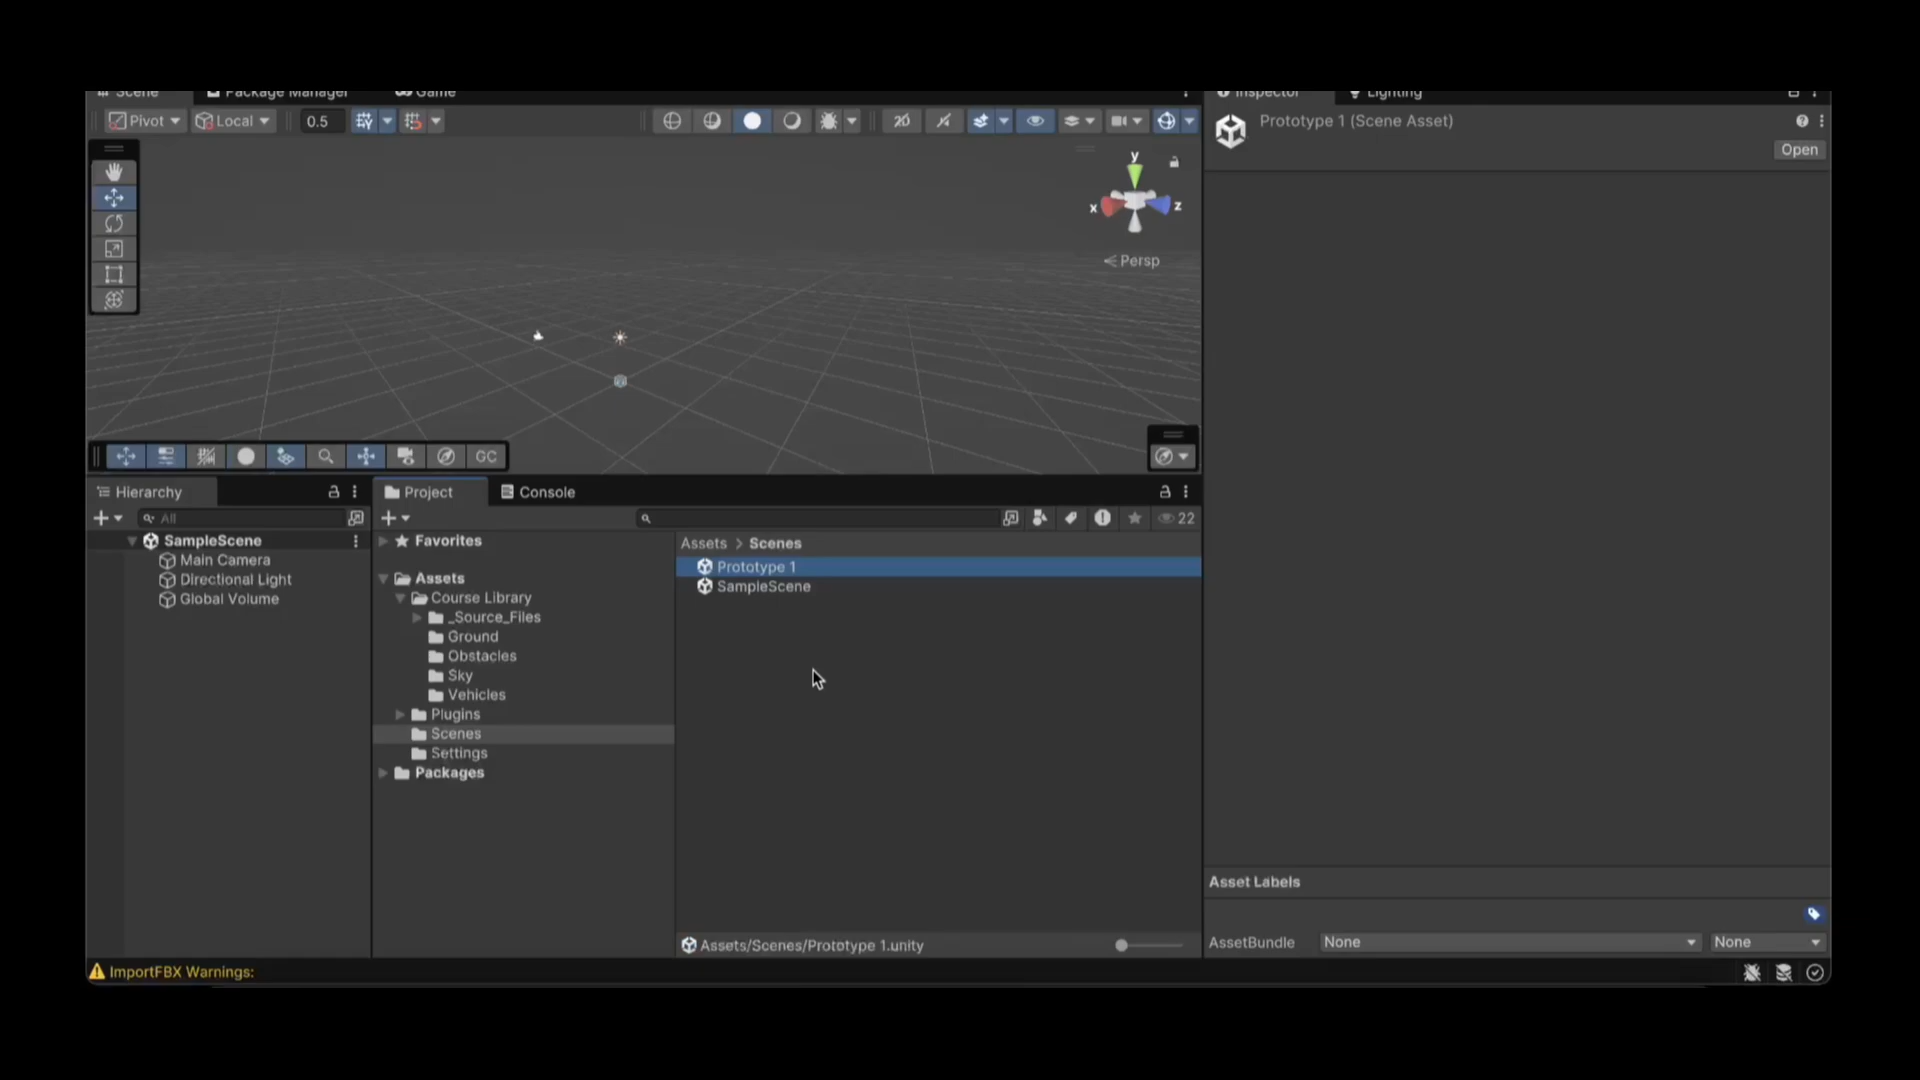 Scene Package Manager Game
Inspector Lighting
Pivot Local 0.5 2D
Prototype 1 (Scene Asset)
Open
y
x z
Persp
GC
Hierarchy
All
SampleScene
Main Camera
Directional Light
Global Volume
Project Console
22
Favorites
Assets
Course Library
_Source_Files
Ground
Obstacles
Sky
Vehicles
Plugins
Scenes
Settings
Packages
Assets > Scenes
Prototype 1
SampleScene
Assets/Scenes/Prototype 1.unity
Asset Labels
AssetBundle None None
ImportFBX Warnings: